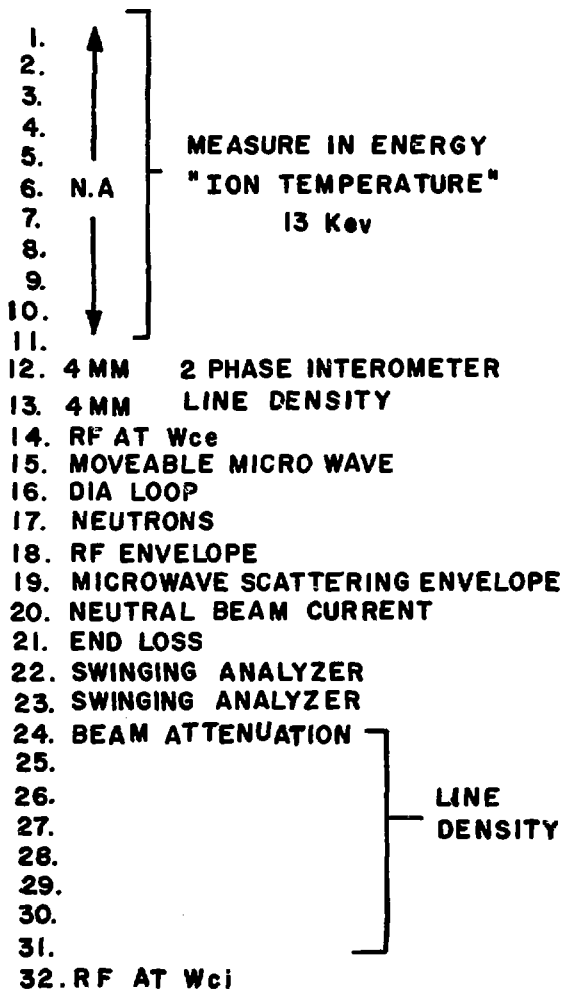 1.
2.
3.
4.
5. MEASURE IN ENERGY
6. N.A "ION TEMPERATURE"
7. 13 Kev
8.
9.
10.
11.
12. 4 MM 2 PHASE INTEROMETER
13. 4 MM LINE DENSITY
14. RF AT Wce
15. MOVEABLE MICRO WAVE
16. DIA LOOP
17. NEUTRONS
18. RF ENVELOPE
19. MICROWAVE SCATTERING ENVELOPE
20. NEUTRAL BEAM CURRENT
21. END LOSS
22. SWINGING ANALYZER
23. SWINGING ANALYZER
24. BEAM ATTENUATION
25.
26. LINE
27. DENSITY
28.
29.
30.
31.
32. RF AT Wci